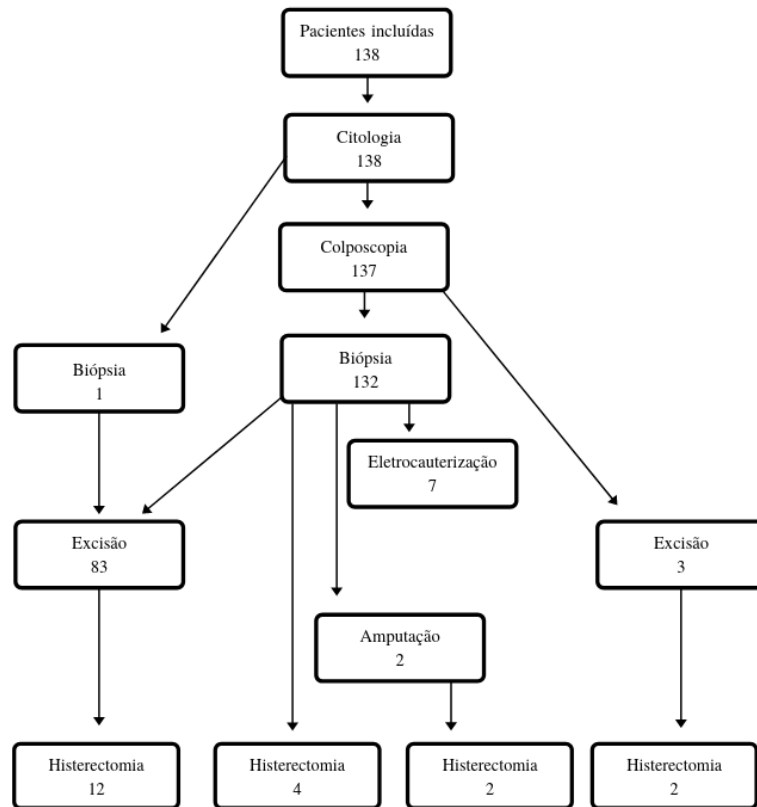 Pacientes incluídas
138
Citologia
138
Colposcopia
137
Biópsia
1
Biópsia
132
Eletrocauterização
7
Excisão
83
Excisão
3
Amputação
2
Histerectomia
12
Histerectomia
4
Histerectomia
2
Histerectomia
2